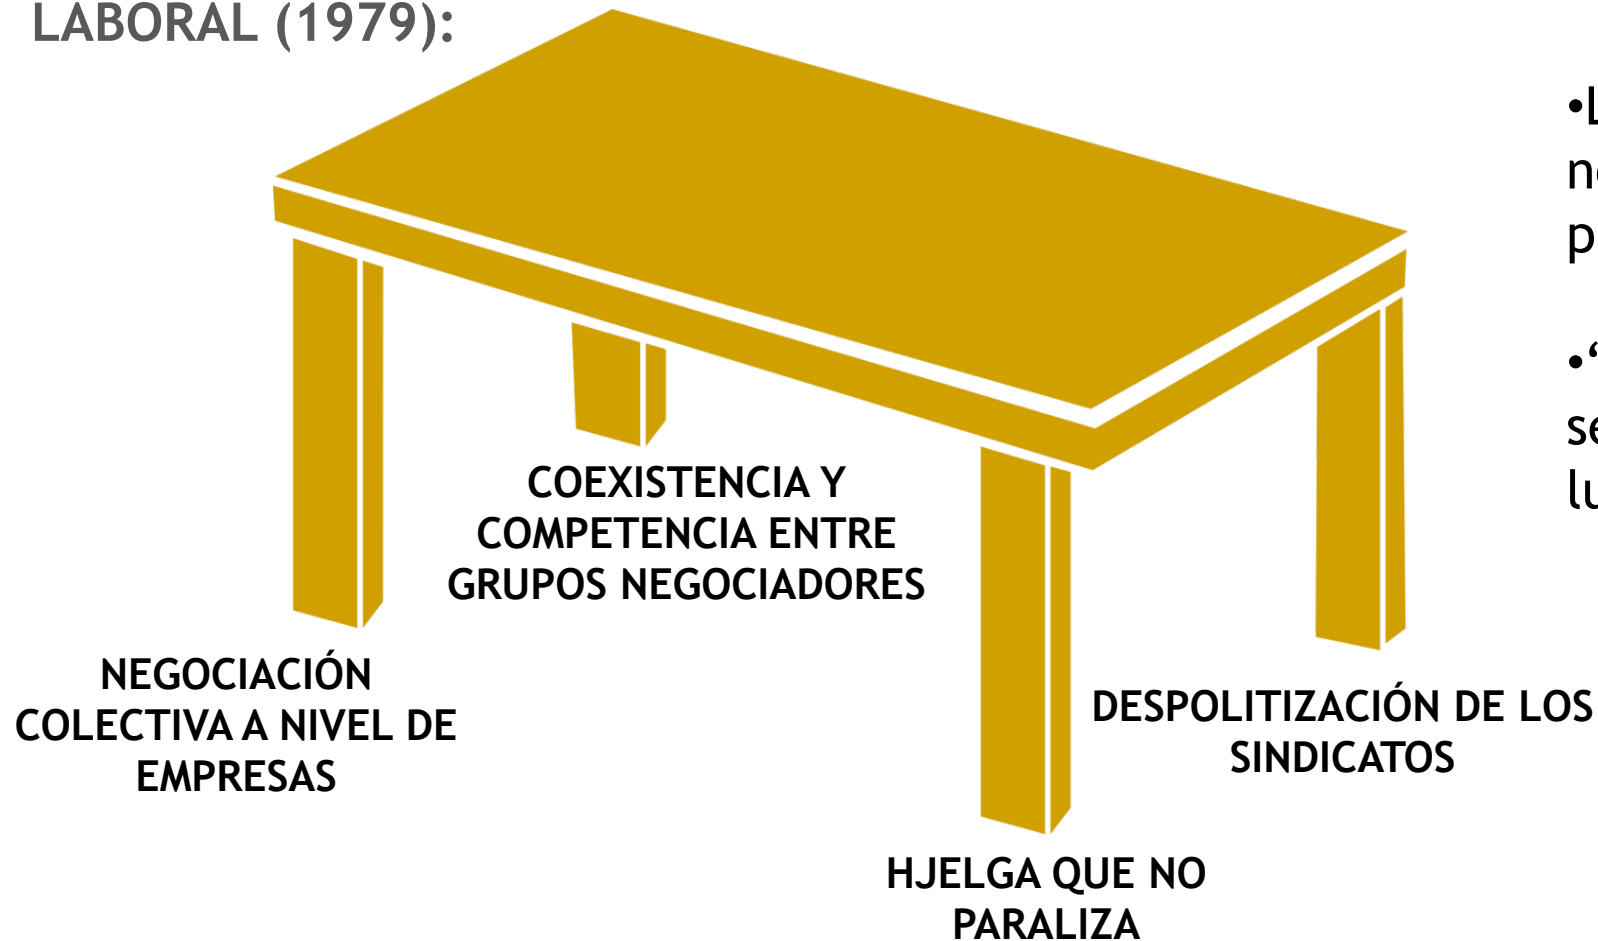 LABORAL (1979):
COEXISTENCIA Y
COMPETENCIA ENTRE
GRUPOS NEGOCIADORES
NEGOCIACIÓN
COLECTIVA A NIVEL DE
EMPRESAS
DESPOLITIZACIÓN DE LOS
SINDICATOS
HJELGA QUE NO
PARALIZA